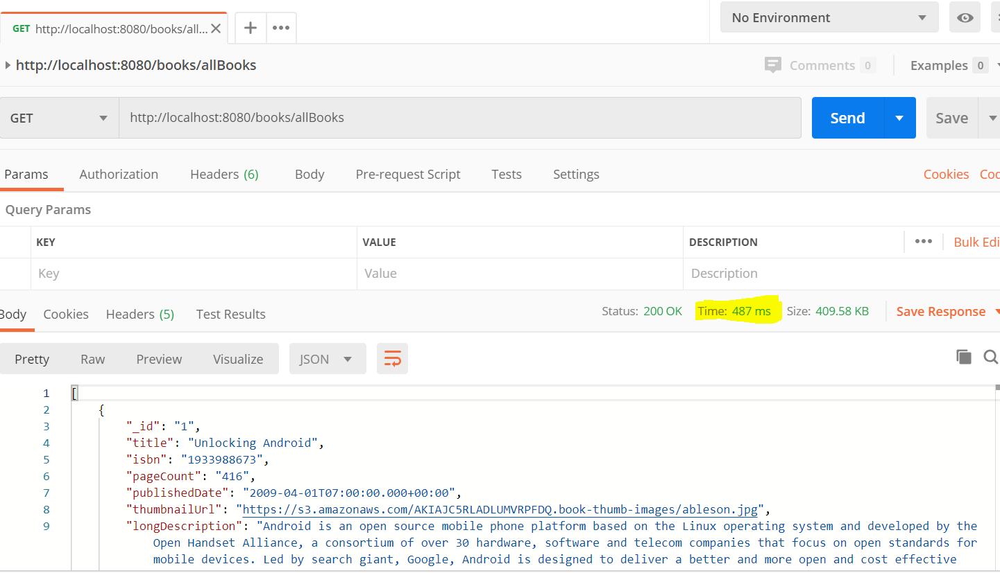 GET http://localhost:8080/books/all...
No Environment
http://localhost:8080/books/allBooks
Comments 0
Examples 0
GET
http://localhost:8080/books/allBooks
Send
Save
Params
Authorization
Headers (6)
Body
Pre-request Script
Tests
Settings
Cookies
Query Params
KEY
VALUE
DESCRIPTION
Bulk Edi
Key
Value
Description
Body
Cookies
Headers (5)
Test Results
Status: 200 OK
Time: 487 ms
Size: 409.58 KB
Save Response
Pretty
Raw
Preview
Visualize
JSON
1 [
2 {
3 "_id": "1",
4 "title": "Unlocking Android",
5 "isbn": "1933988673",
6 "pageCount": "416",
7 "publishedDate": "2009-04-01T07:00:00.000+00:00",
8 "thumbnailUrl": "https://s3.amazonaws.com/AKIAJC5RLADLUMVRPFDQ.book-thumb-images/ableson.jpg",
9 "longDescription": "Android is an open source mobile phone platform based on the Linux operating system and developed by the
Open Handset Alliance, a consortium of over 30 hardware, software and telecom companies that focus on open standards for
mobile devices. Led by search giant, Google, Android is designed to deliver a better and more open and cost effective